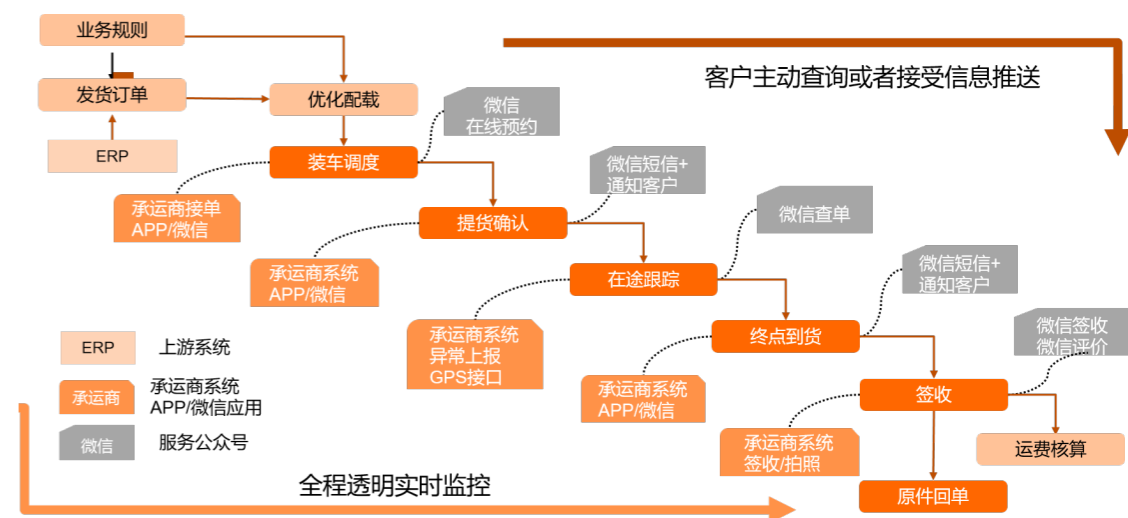 业务规则
发货订单
ERP
优化配载
微信
在线预约
客户主动查询或者接受信息推送
装车调度
承运商接单
APP/微信
微信短信+
通知客户
提货确认
承运商系统
APP/微信
微信查单
在途跟踪
承运商系统
异常上报
GPS接口
微信短信+
通知客户
终点到货
承运商系统
APP/微信
微信签收
微信评价
签收
承运商系统
签收/拍照
运费核算
原件回单
ERP
上游系统
承运商
承运商系统
APP/微信应用
微信
服务公众号
全程透明实时监控